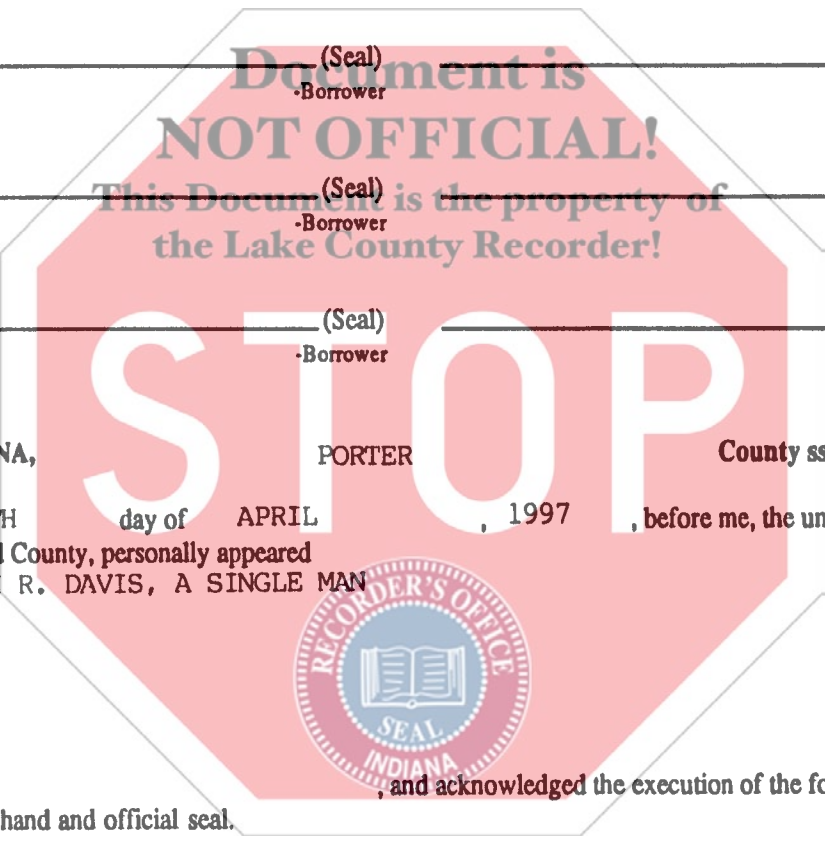 (Seal)
Document is
-Borrower
NOT OFFICIAL!
(Seal)
This Document is the property of
-Borrower
the Lake County Recorder!
(Seal)
-Borrower
STOP
NA, PORTER County ss
H day of APRIL , 1997 , before me, the un
County, personally appeared
R. DAVIS, A SINGLE MAN
RECORDER'S OFFICE
SEAL
INDIANA
, and acknowledged the execution of the fo
hand and official seal.